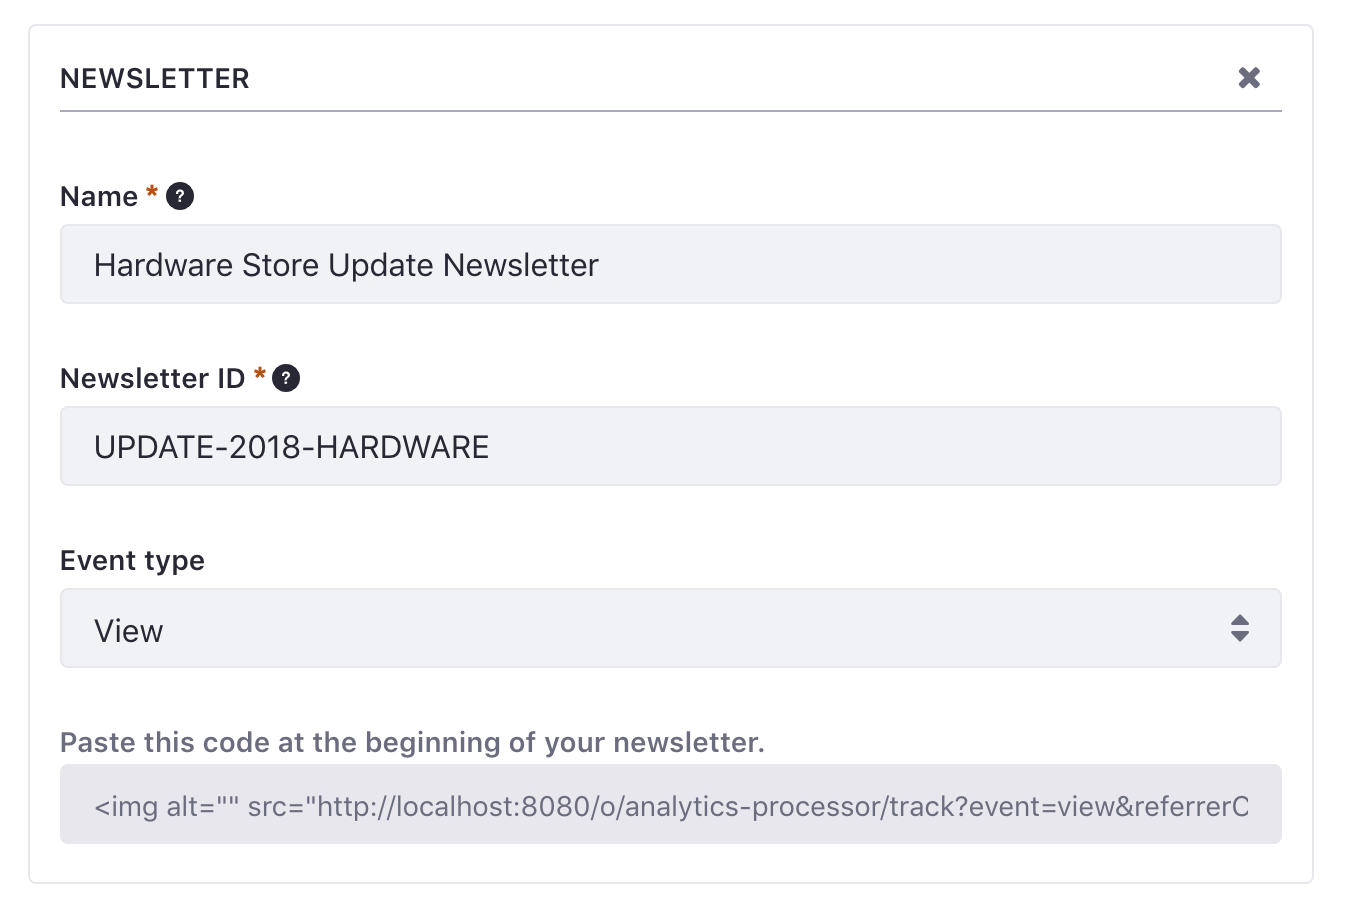 NEWSLETTER
Name *
Hardware Store Update Newsletter
Newsletter ID *
UPDATE-2018-HARDWARE
Event type
View
Paste this code at the beginning of your newsletter.
<img alt="" src="http://localhost:8080/o/analytics-processor/track?event=view&referrerC